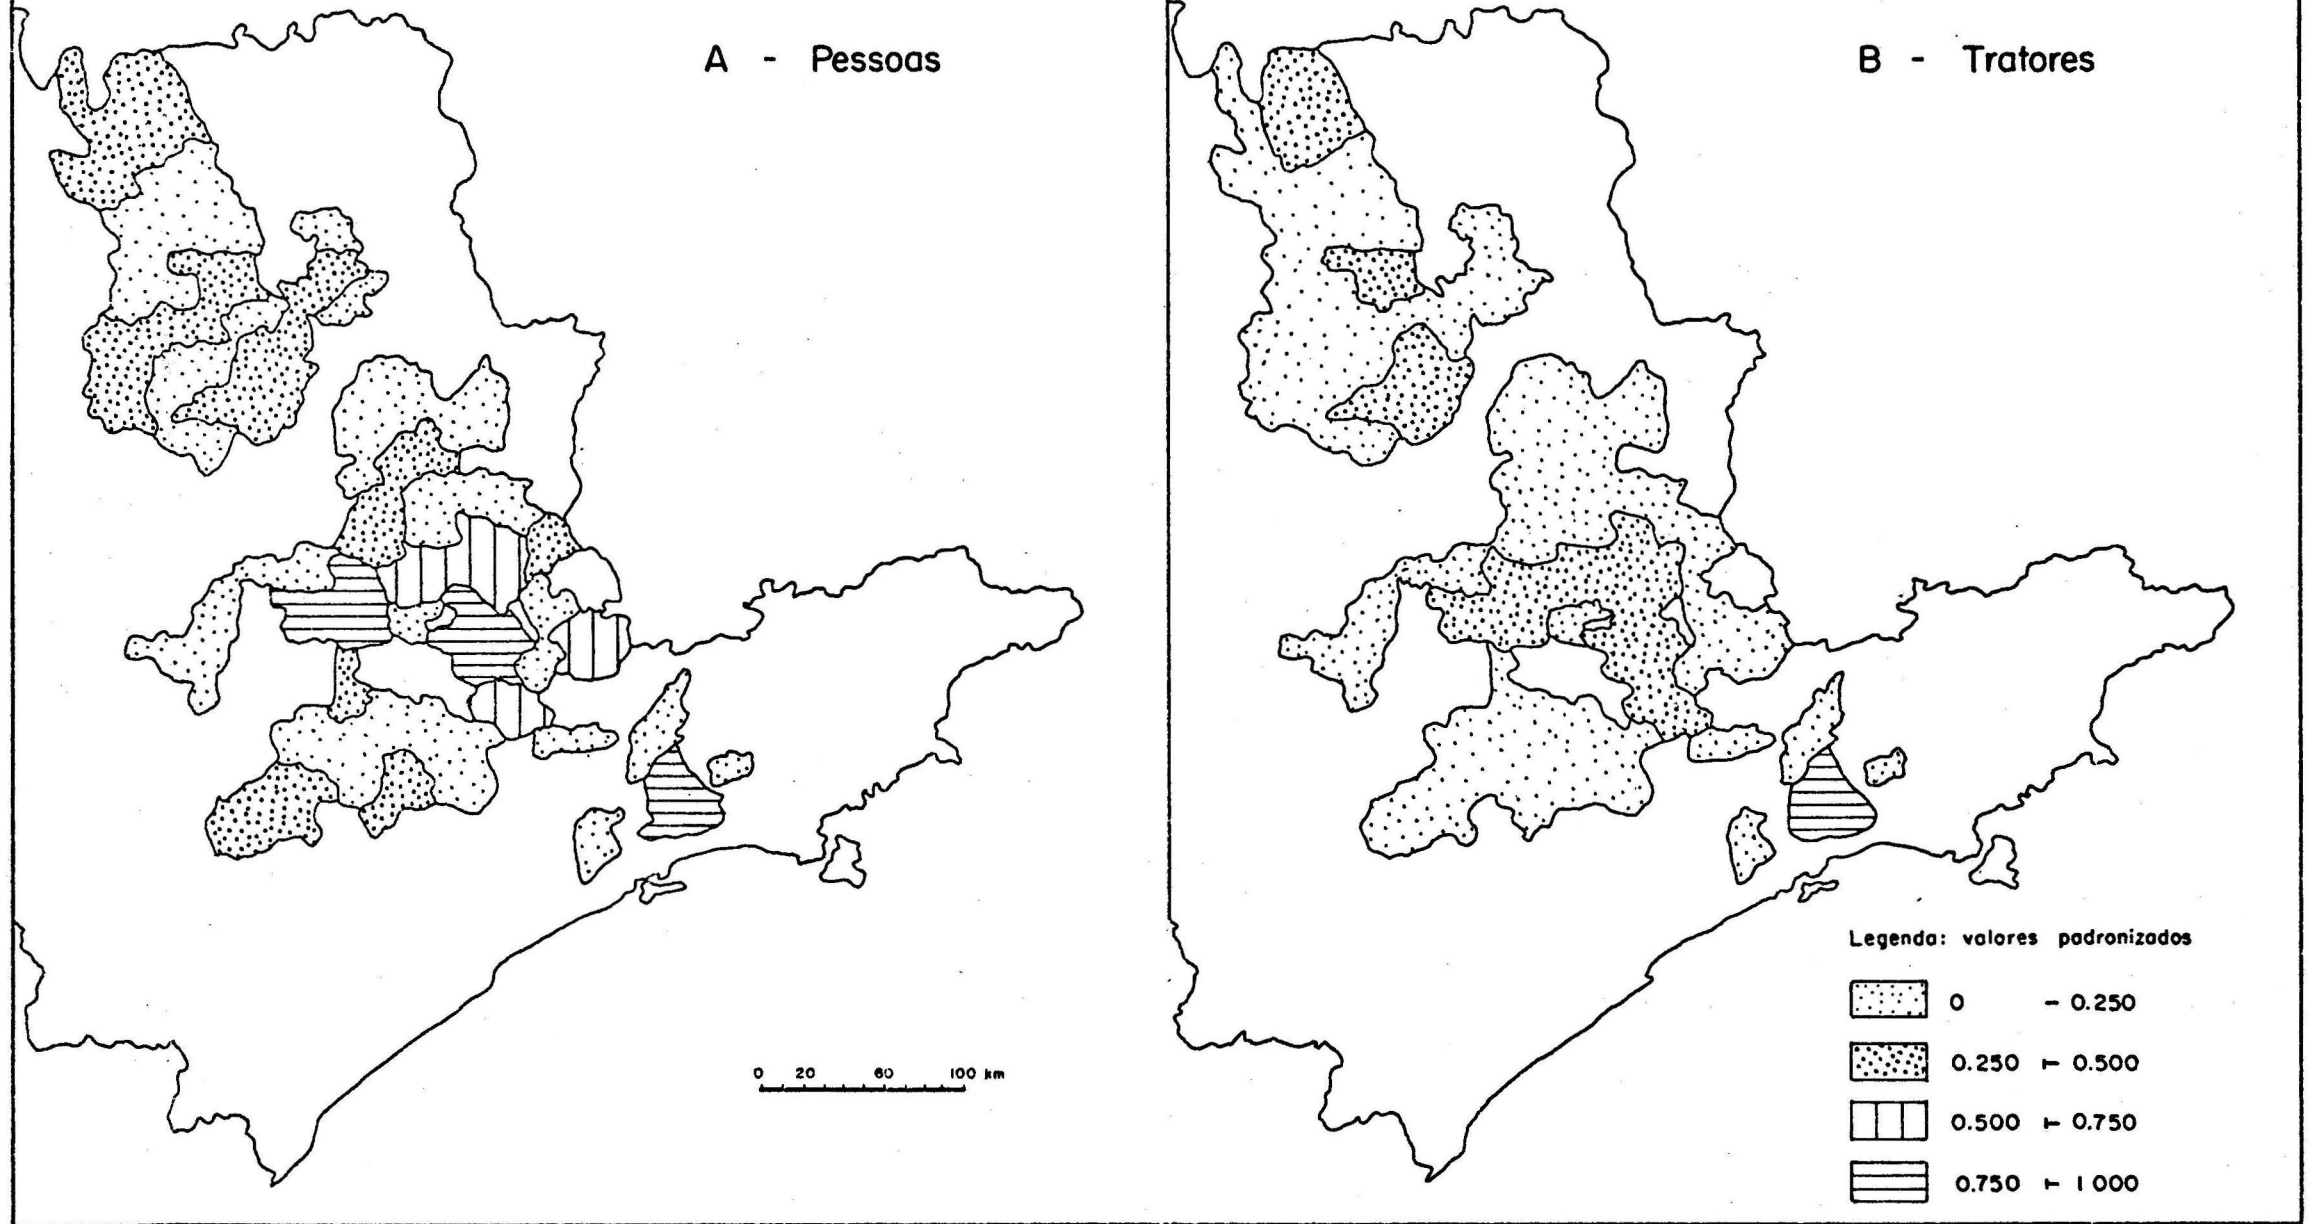 A - Pessoas
B - Tratores
0 20 60 100 km
Legenda: valores padronizados
0 - 0.250
0.250 ⊢ 0.500
0.500 ⊢ 0.750
0.750 ⊢ 1 000